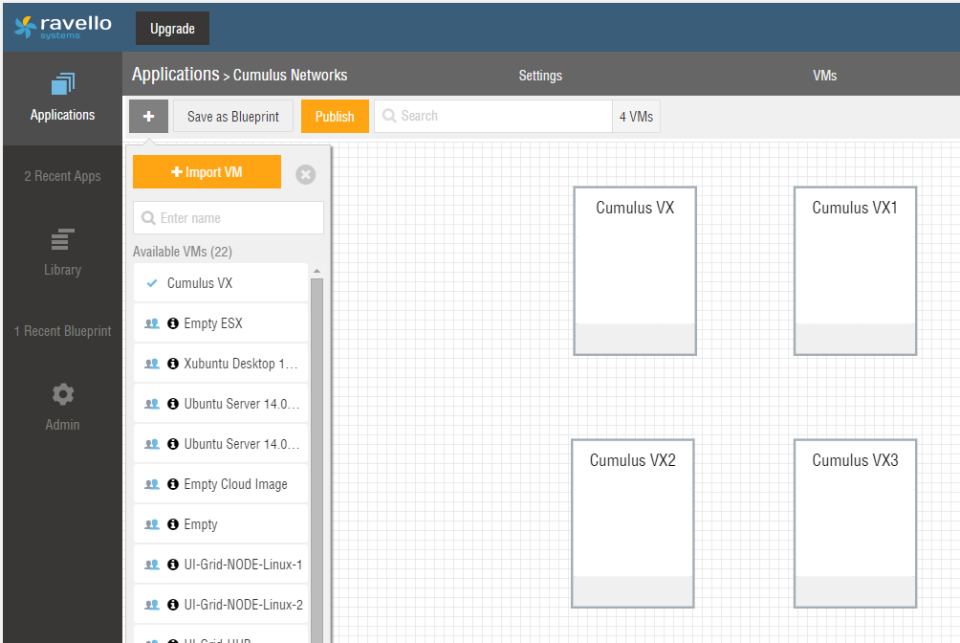 ravello
systems
Upgrade
Applications
2 Recent Apps
Library
1 Recent Blueprint
Admin
Applications > Cumulus Networks
Settings
VMs
+
Save as Blueprint
Publish
Search
4 VMs
+ Import VM
Enter name
Available VMs (22)
Cumulus VX
Empty ESX
Xubuntu Desktop 1...
Ubuntu Server 14.0...
Ubuntu Server 14.0...
Empty Cloud Image
Empty
UI-Grid-NODE-Linux-1
UI-Grid-NODE-Linux-2
Cumulus VX
Cumulus VX1
Cumulus VX2
Cumulus VX3